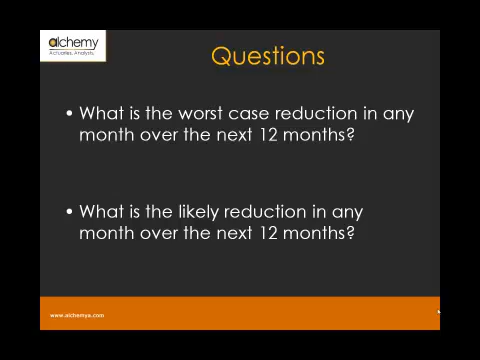 alchemy
Actuaries. Analysts.
Questions
• What is the worst case reduction in any
month over the next 12 months?
• What is the likely reduction in any
month over the next 12 months?
www.alchemya.com